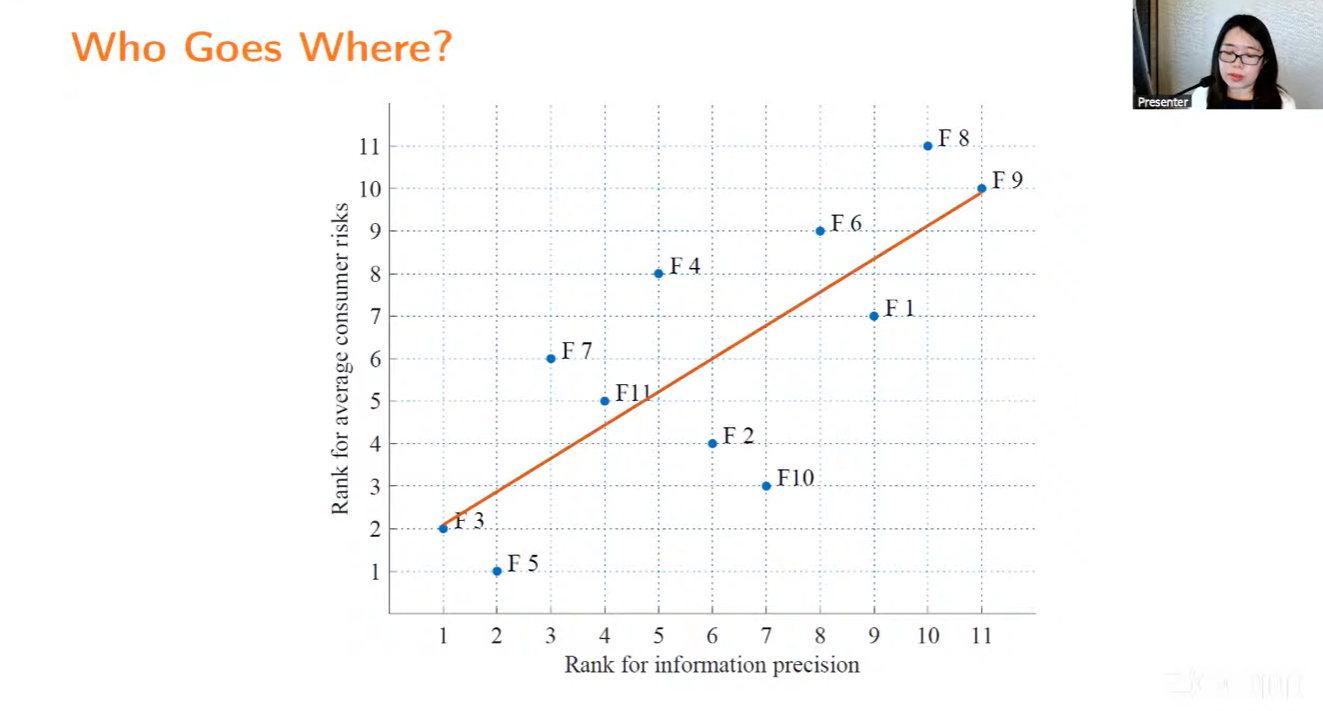 Who Goes Where?
Presenter
Rank for average consumer risks
11
10
9
8
7
6
5
4
3
2
1
F 8
F 9
F 6
F 4
F 1
F 7
F11
F 2
F10
F 3
F 5
1 2 3 4 5 6 7 8 9 10 11
Rank for information precision